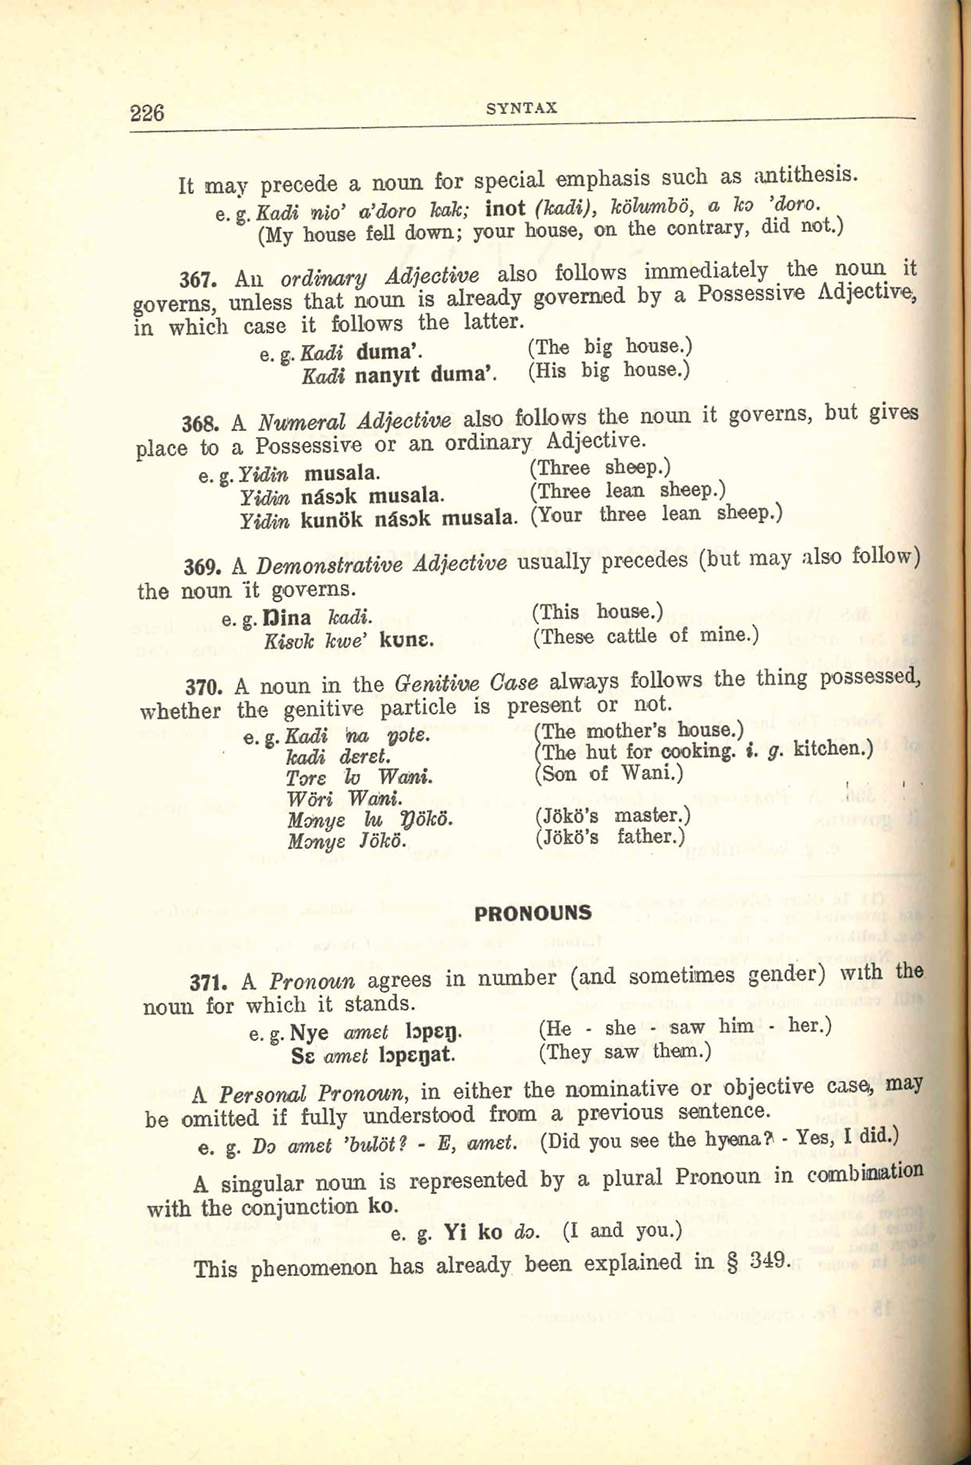 226
SYNTAX
It may precede a noun for special emphasis such as antithesis.
e. g. Kadi nio' a'doro kak; inot (kadi), kölumbö, a kɔ 'doro.
(My house fell down; your house, on the contrary, did not.)
367. An ordinary Adjective also follows immediately the noun it
governs, unless that noun is already governed by a Possessive Adjective,
in which case it follows the latter.
e. g. Kadi duma'. (The big house.)
Kadi nanyɪt duma'. (His big house.)
368. A Numeral Adjective also follows the noun it governs, but gives
place to a Possessive or an ordinary Adjective.
e. g. Yidin musala. (Three sheep.)
Yidin násɔk musala. (Three lean sheep.)
Yidin kunök násɔk musala. (Your three lean sheep.)
369. A Demonstrative Adjective usually precedes (but may also follow)
the noun it governs.
e. g. Ŋina kadi. (This house.)
Kisʋk kwe' kʋnɛ. (These cattle of mine.)
370. A noun in the Genitive Case always follows the thing possessed,
whether the genitive particle is present or not.
e. g. Kadi 'na ŋotɛ. (The mother's house.)
kadi dɛrɛt. (The hut for cooking. i. g. kitchen.)
Tore lʋ Wani. (Son of Wani.)
Wöri Wani.
Mɔnyɛ lu Ŋökö. (Jökö's master.)
Mɔnyɛ Jökö. (Jökö's father.)
PRONOUNS
371. A Pronoun agrees in number (and sometimes gender) with the
noun for which it stands.
e. g. Nye amɛt lɔpɛŋ. (He - she - saw him - her.)
Sɛ amɛt lɔpɛŋat. (They saw them.)
A Personal Pronoun, in either the nominative or objective case, may
be omitted if fully understood from a previous sentence.
e. g. Dɔ amɛt 'bulöt? - E, amɛt. (Did you see the hyena? - Yes, I did.)
A singular noun is represented by a plural Pronoun in combination
with the conjunction ko.
e. g. Yi ko dɔ. (I and you.)
This phenomenon has already been explained in § 349.